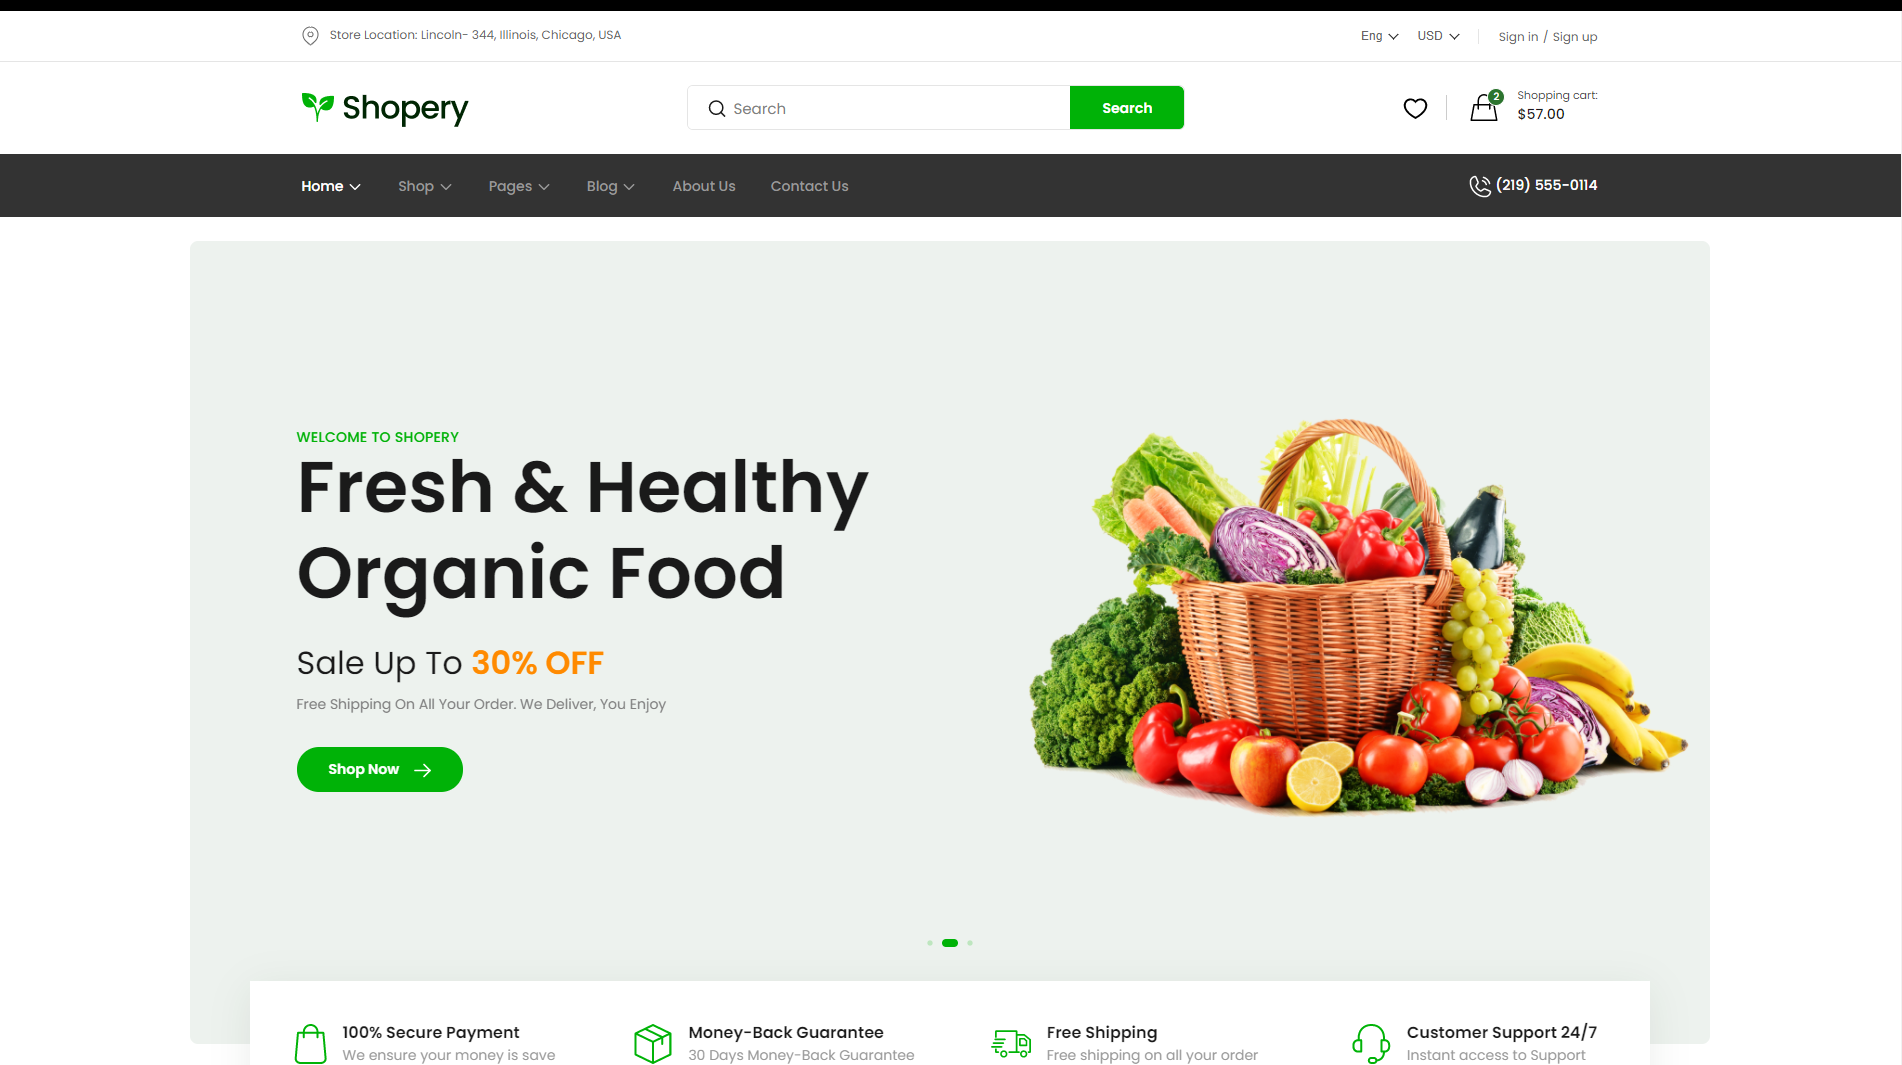 Store Location: Lincoln- 344, Illinois, Chicago, USA
Eng
USD
Sign in / Sign up
Shopery
Search
Search
2
Shopping cart:
$57.00
Home
Shop
Pages
Blog
About Us
Contact Us
(219) 555-0114
WELCOME TO SHOPERY
Fresh & Healthy
Organic Food
Sale Up To 30% OFF
Free Shipping On All Your Order. We Deliver, You Enjoy
Shop Now
100% Secure Payment
We ensure your money is save
Money-Back Guarantee
30 Days Money-Back Guarantee
Free Shipping
Free shipping on all your order
Customer Support 24/7
Instant access to Support